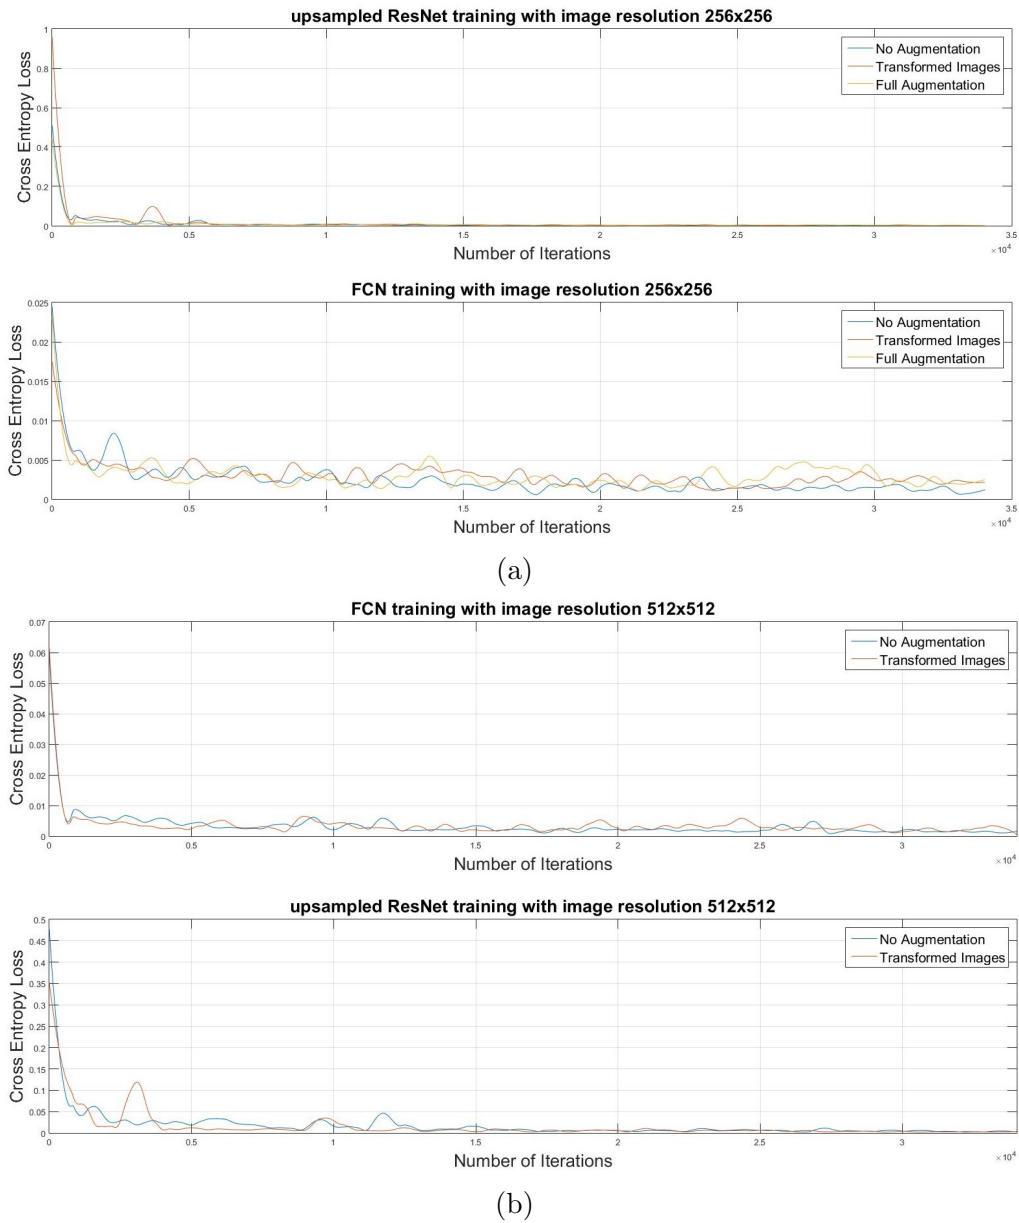 upsampled ResNet training with image resolution 256x256
Cross Entropy Loss
1
0.8
0.6
0.4
0.2
0
No Augmentation
Transformed Images
Full Augmentation
0 0.5 1 1.5 2 2.5 3 3.5
×10⁴
Number of Iterations
FCN training with image resolution 256x256
Cross Entropy Loss
0.025
0.02
0.015
0.01
0.005
0
No Augmentation
Transformed Images
Full Augmentation
0 0.5 1 1.5 2 2.5 3 3.5
×10⁴
Number of Iterations
(a)
FCN training with image resolution 512x512
Cross Entropy Loss
0.07
0.06
0.05
0.04
0.03
0.02
0.01
0
No Augmentation
Transformed Images
0 0.5 1 1.5 2 2.5 3
×10⁴
Number of Iterations
upsampled ResNet training with image resolution 512x512
Cross Entropy Loss
0.5
0.45
0.4
0.35
0.3
0.25
0.2
0.15
0.1
0.05
0
No Augmentation
Transformed Images
0 0.5 1 1.5 2 2.5 3
×10⁴
Number of Iterations
(b)